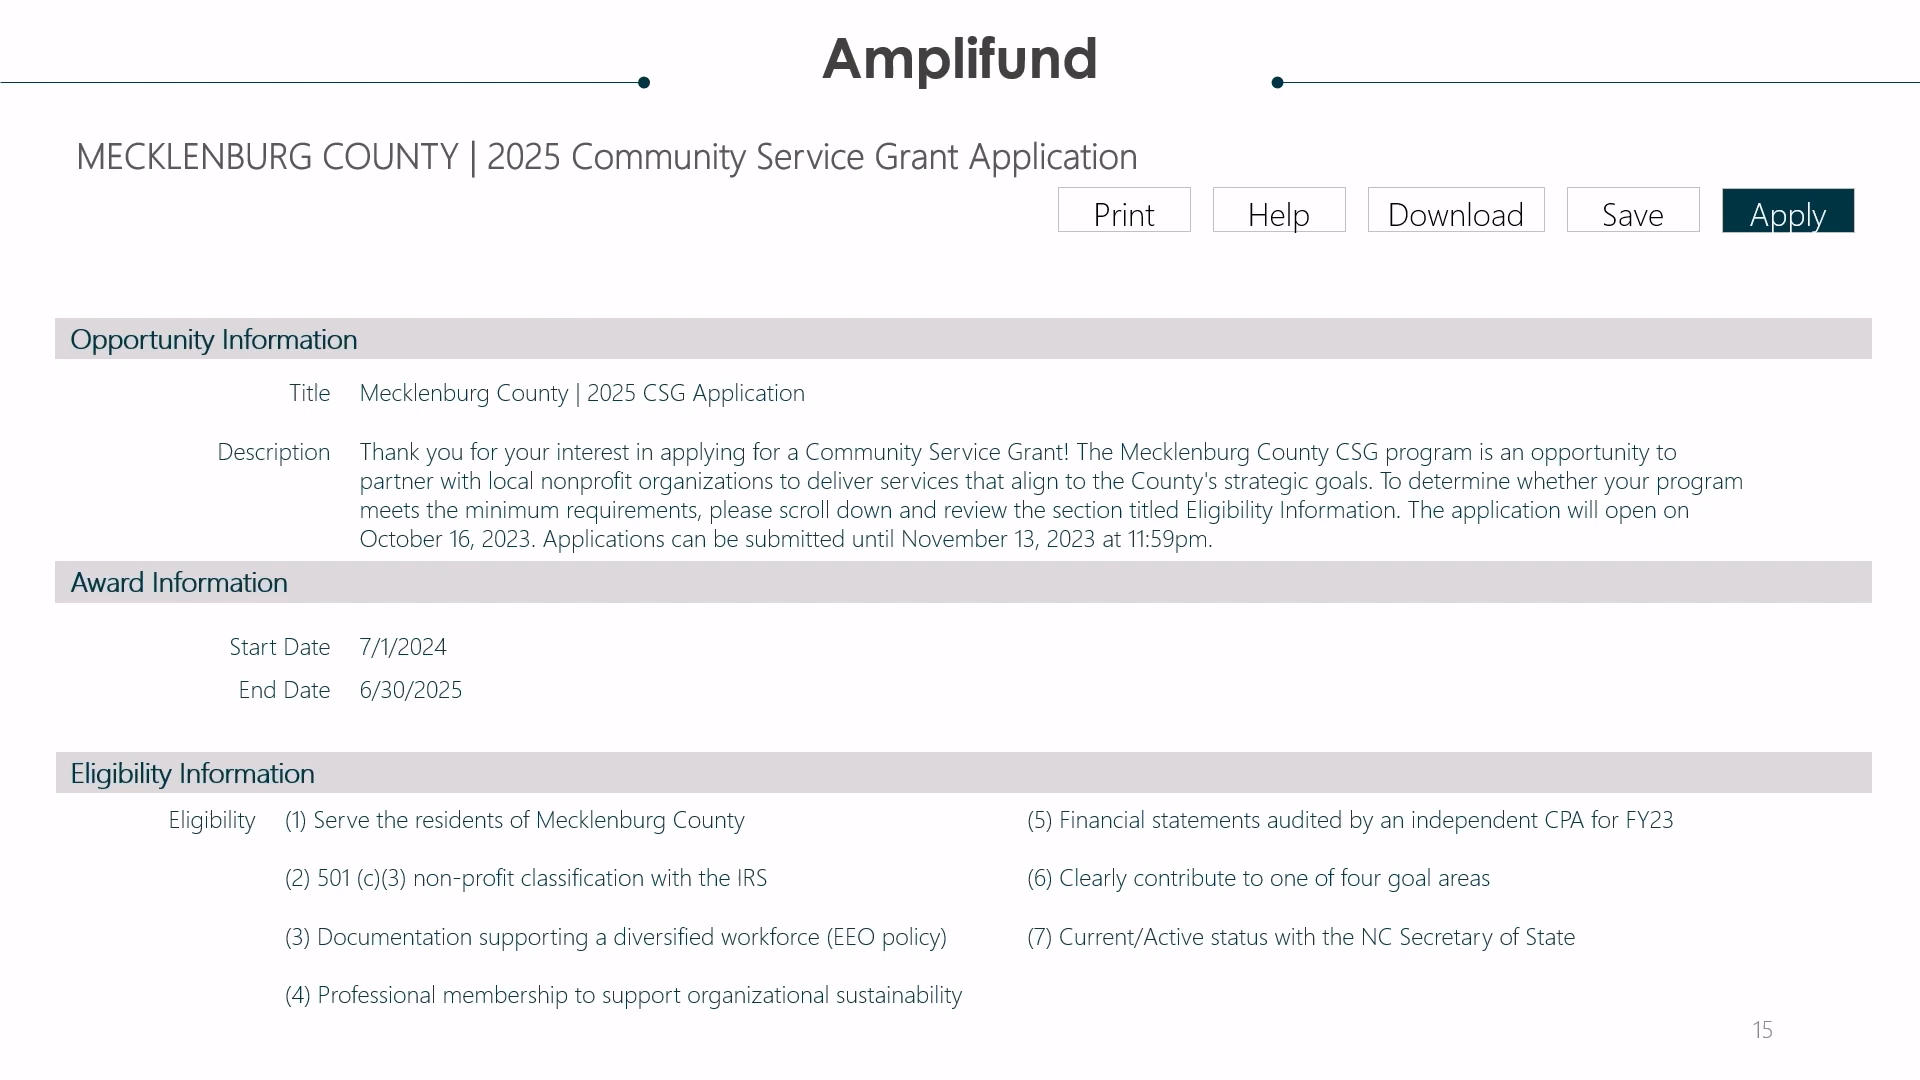 Amplifund
MECKLENBURG COUNTY | 2025 Community Service Grant Application
Print
Help
Download
Save
Apply
Opportunity Information
Title
Mecklenburg County | 2025 CSG Application
Description
Thank you for your interest in applying for a Community Service Grant! The Mecklenburg County CSG program is an opportunity to
partner with local nonprofit organizations to deliver services that align to the County's strategic goals. To determine whether your program
meets the minimum requirements, please scroll down and review the section titled Eligibility Information. The application will open on
October 16, 2023. Applications can be submitted until November 13, 2023 at 11:59pm.
Award Information
Start Date
7/1/2024
End Date
6/30/2025
Eligibility Information
Eligibility
(1) Serve the residents of Mecklenburg County
(2) 501 (c)(3) non-profit classification with the IRS
(3) Documentation supporting a diversified workforce (EEO policy)
(4) Professional membership to support organizational sustainability
(5) Financial statements audited by an independent CPA for FY23
(6) Clearly contribute to one of four goal areas
(7) Current/Active status with the NC Secretary of State
15